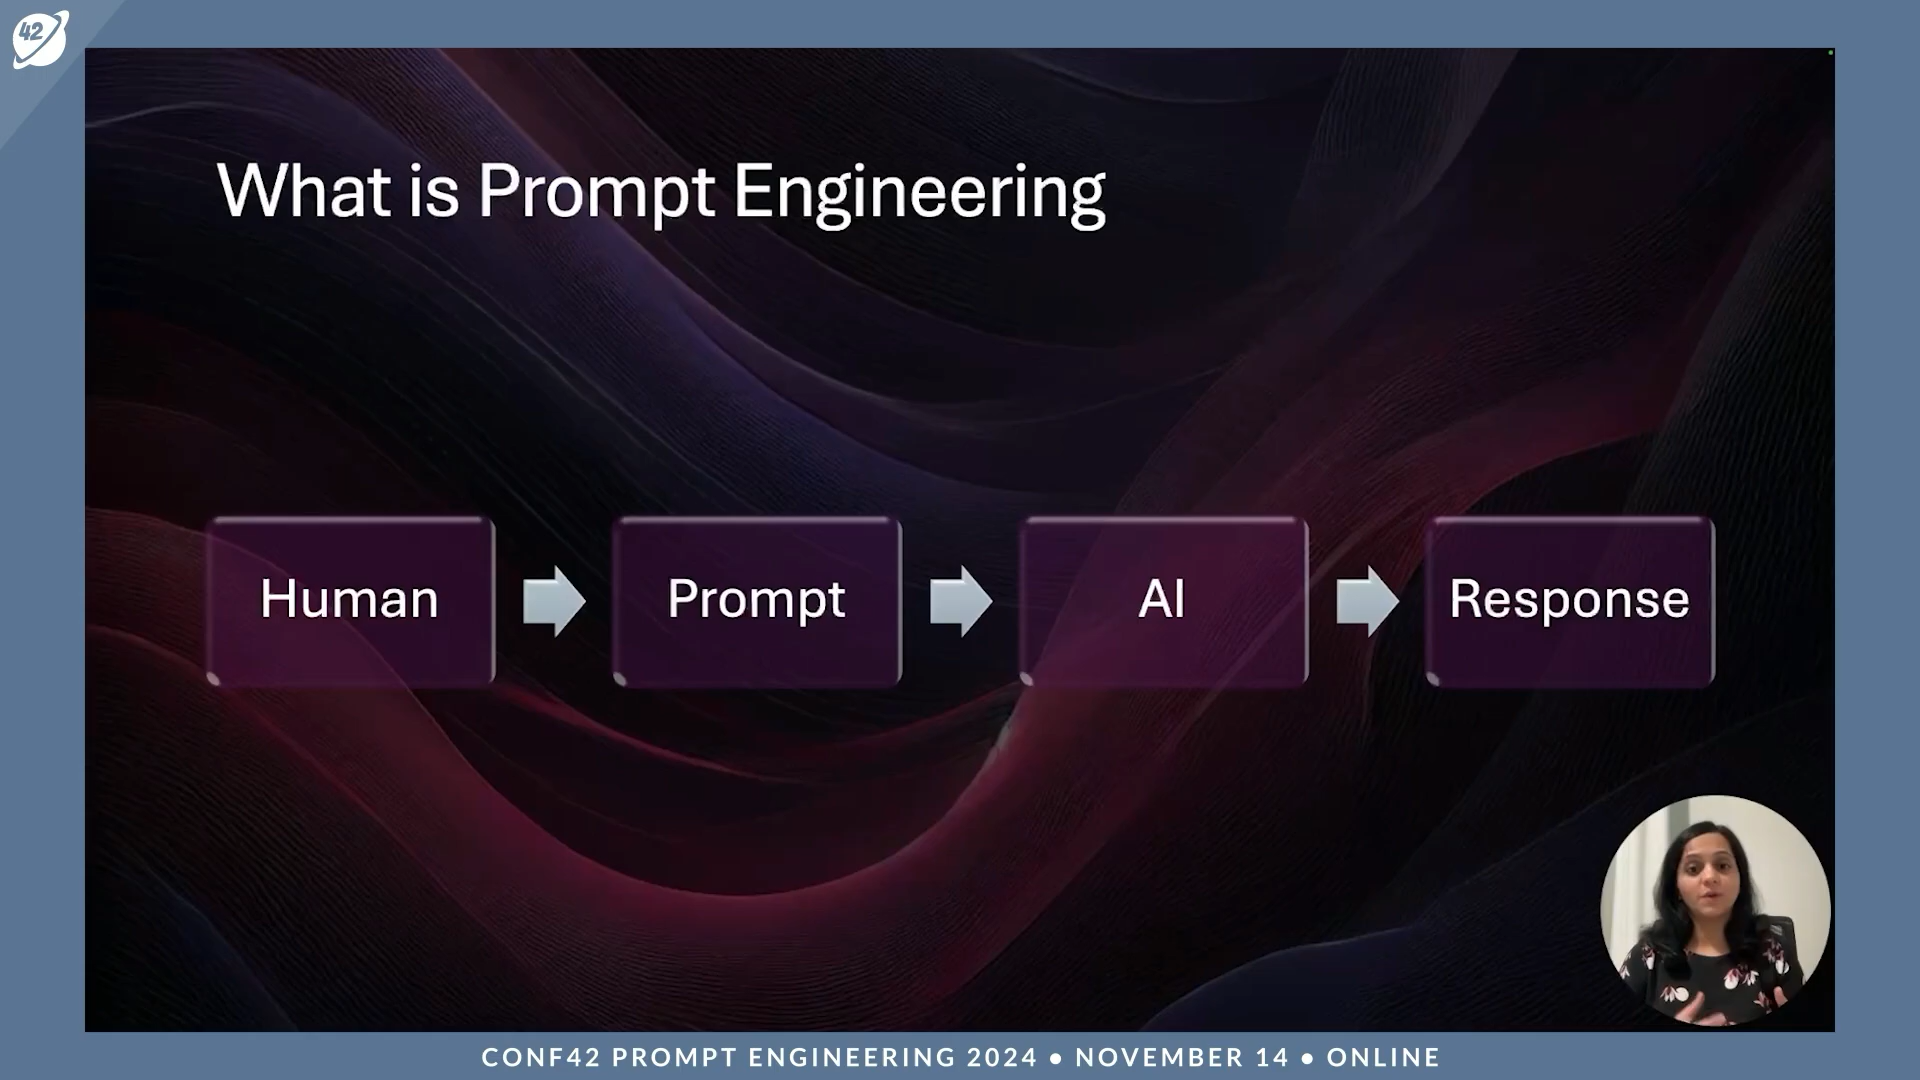 42
What is Prompt Engineering
Human
Prompt
AI
Response
CONF42 PROMPT ENGINEERING 2024 • NOVEMBER 14 • ONLINE